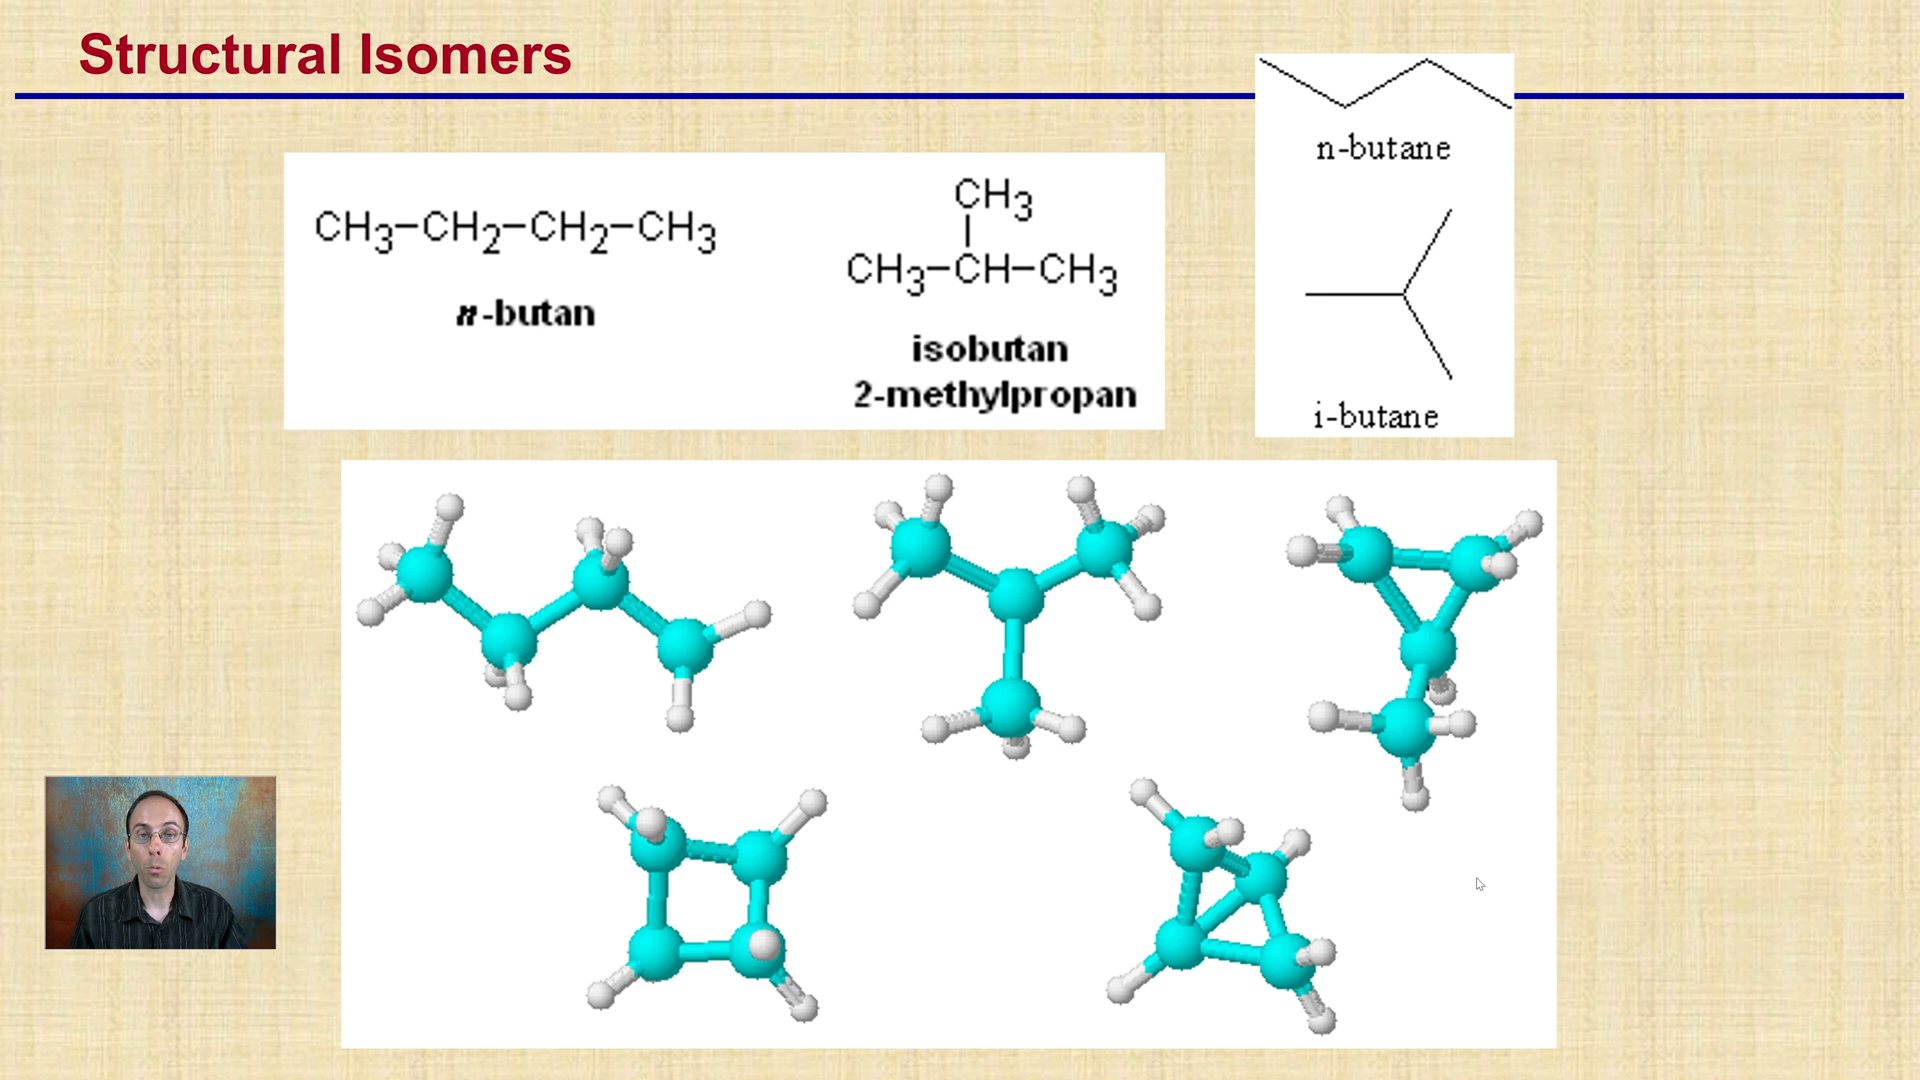 Structural Isomers
CH3-CH2-CH2-CH3
n-butan
CH3
CH3-CH-CH3
isobutan
2-methylpropan
n-butane
i-butane